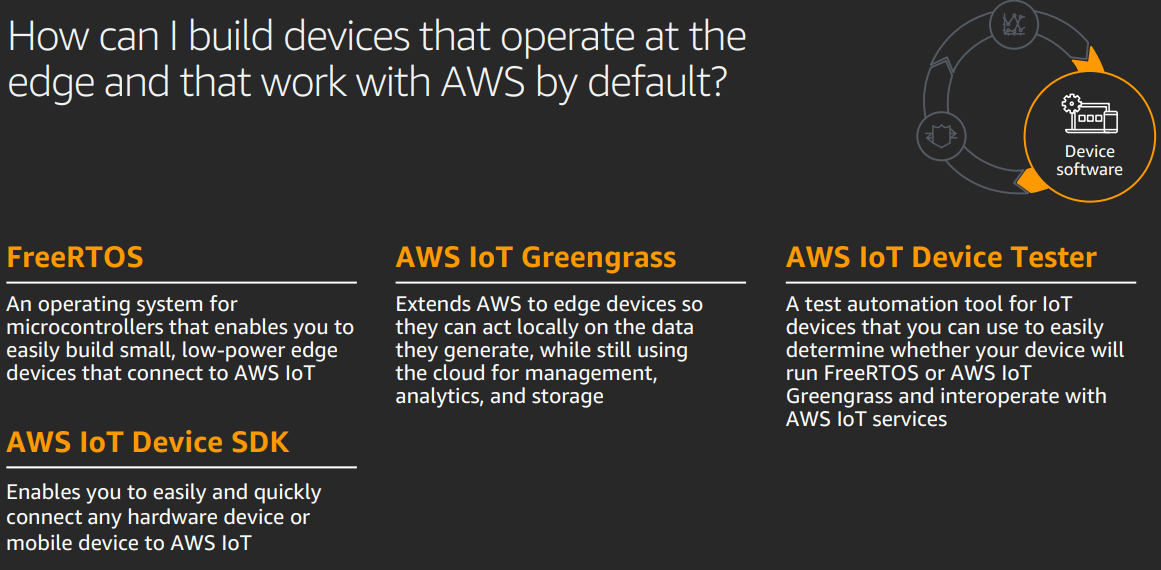 How can I build devices that operate at the
edge and that work with AWS by default?
Device
software
FreeRTOS
An operating system for
microcontrollers that enables you to
easily build small, low-power edge
devices that connect to AWS IoT
AWS IoT Device SDK
Enables you to easily and quickly
connect any hardware device or
mobile device to AWS IoT
AWS IoT Greengrass
Extends AWS to edge devices so
they can act locally on the data
they generate, while still using
the cloud for management,
analytics, and storage
AWS IoT Device Tester
A test automation tool for IoT
devices that you can use to easily
determine whether your device will
run FreeRTOS or AWS IoT
Greengrass and interoperate with
AWS IoT services